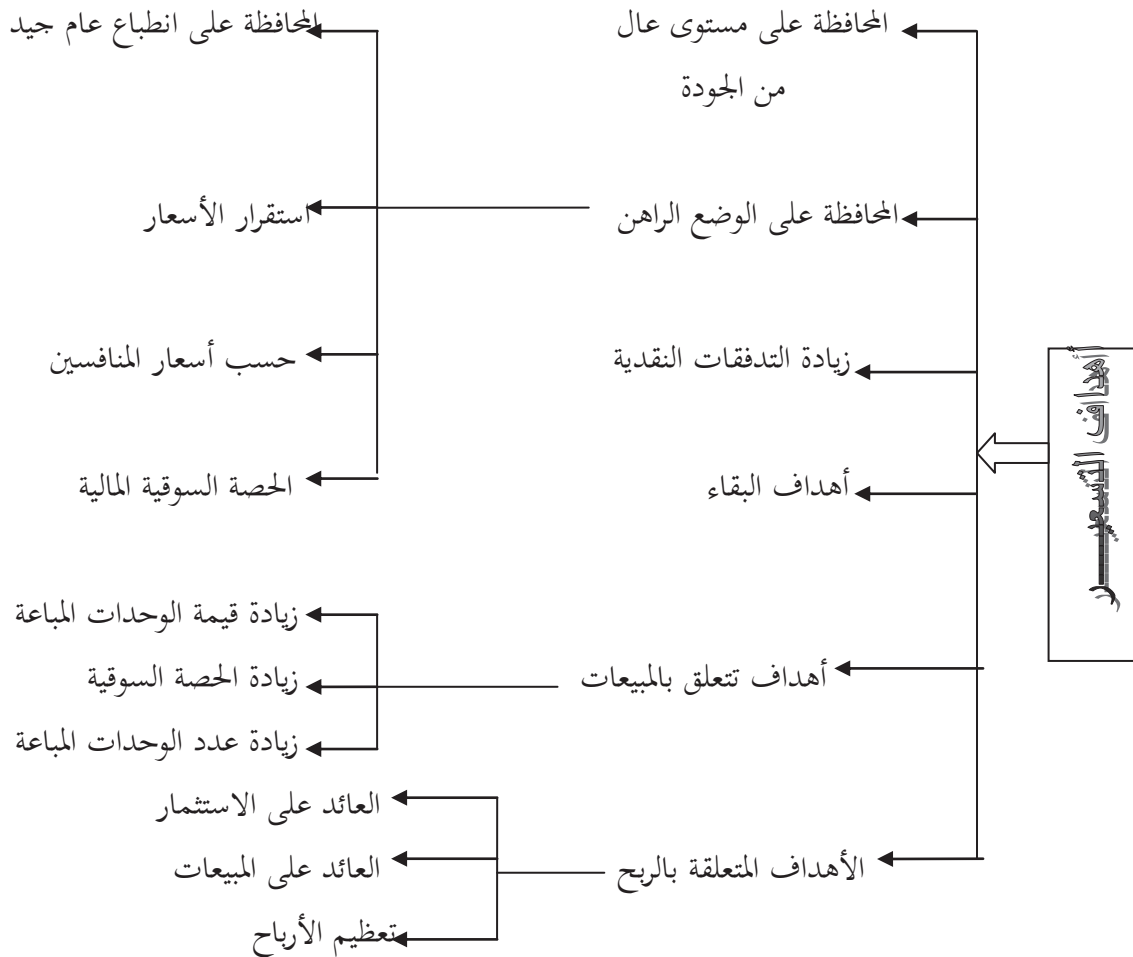 أهداف التسعيـــر
المحافظة على مستوى عال
من الجودة
المحافظة على الوضع الراهن
زيادة التدفقات النقدية
أهداف البقاء
أهداف تتعلق بالمبيعات
الأهداف المتعلقة بالربح
المحافظة على انطباع عام جيد
استقرار الأسعار
حسب أسعار المنافسين
الحصة السوقية المالية
زيادة قيمة الوحدات المباعة
زيادة الحصة السوقية
زيادة عدد الوحدات المباعة
العائد على الاستثمار
العائد على المبيعات
تعظيم الأرباح